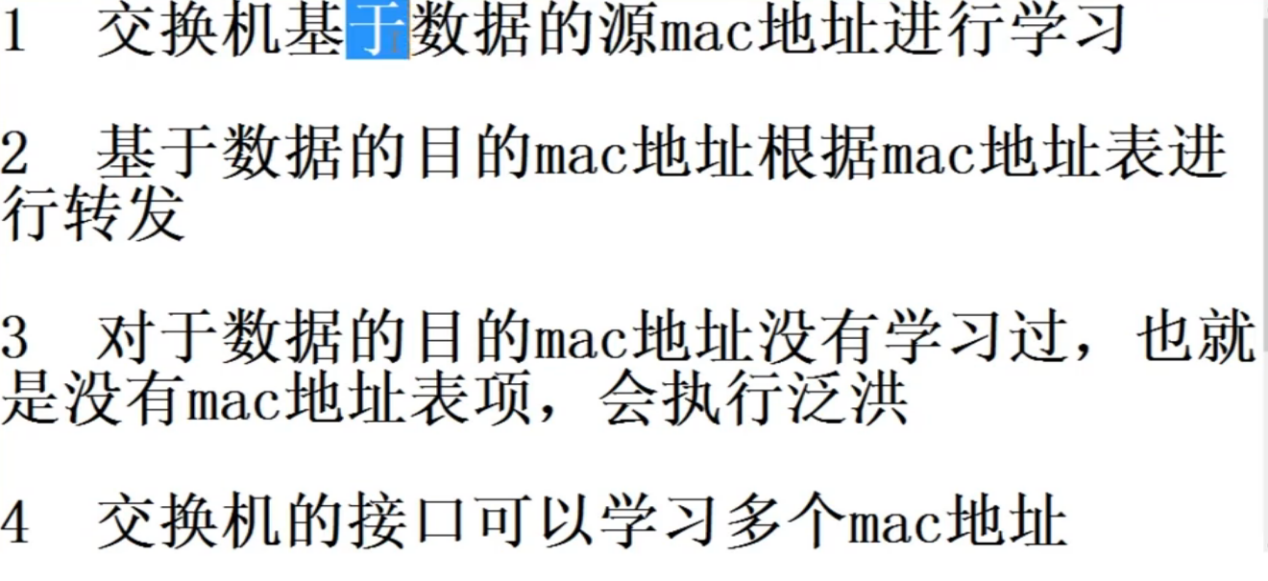 1 交换机基于数据的源mac地址进行学习
2 基于数据的目的mac地址根据mac地址表进
行转发
3 对于数据的目的mac地址没有学习过，也就
是没有mac地址表项，会执行泛洪
4 交换机的接口可以学习多个mac地址